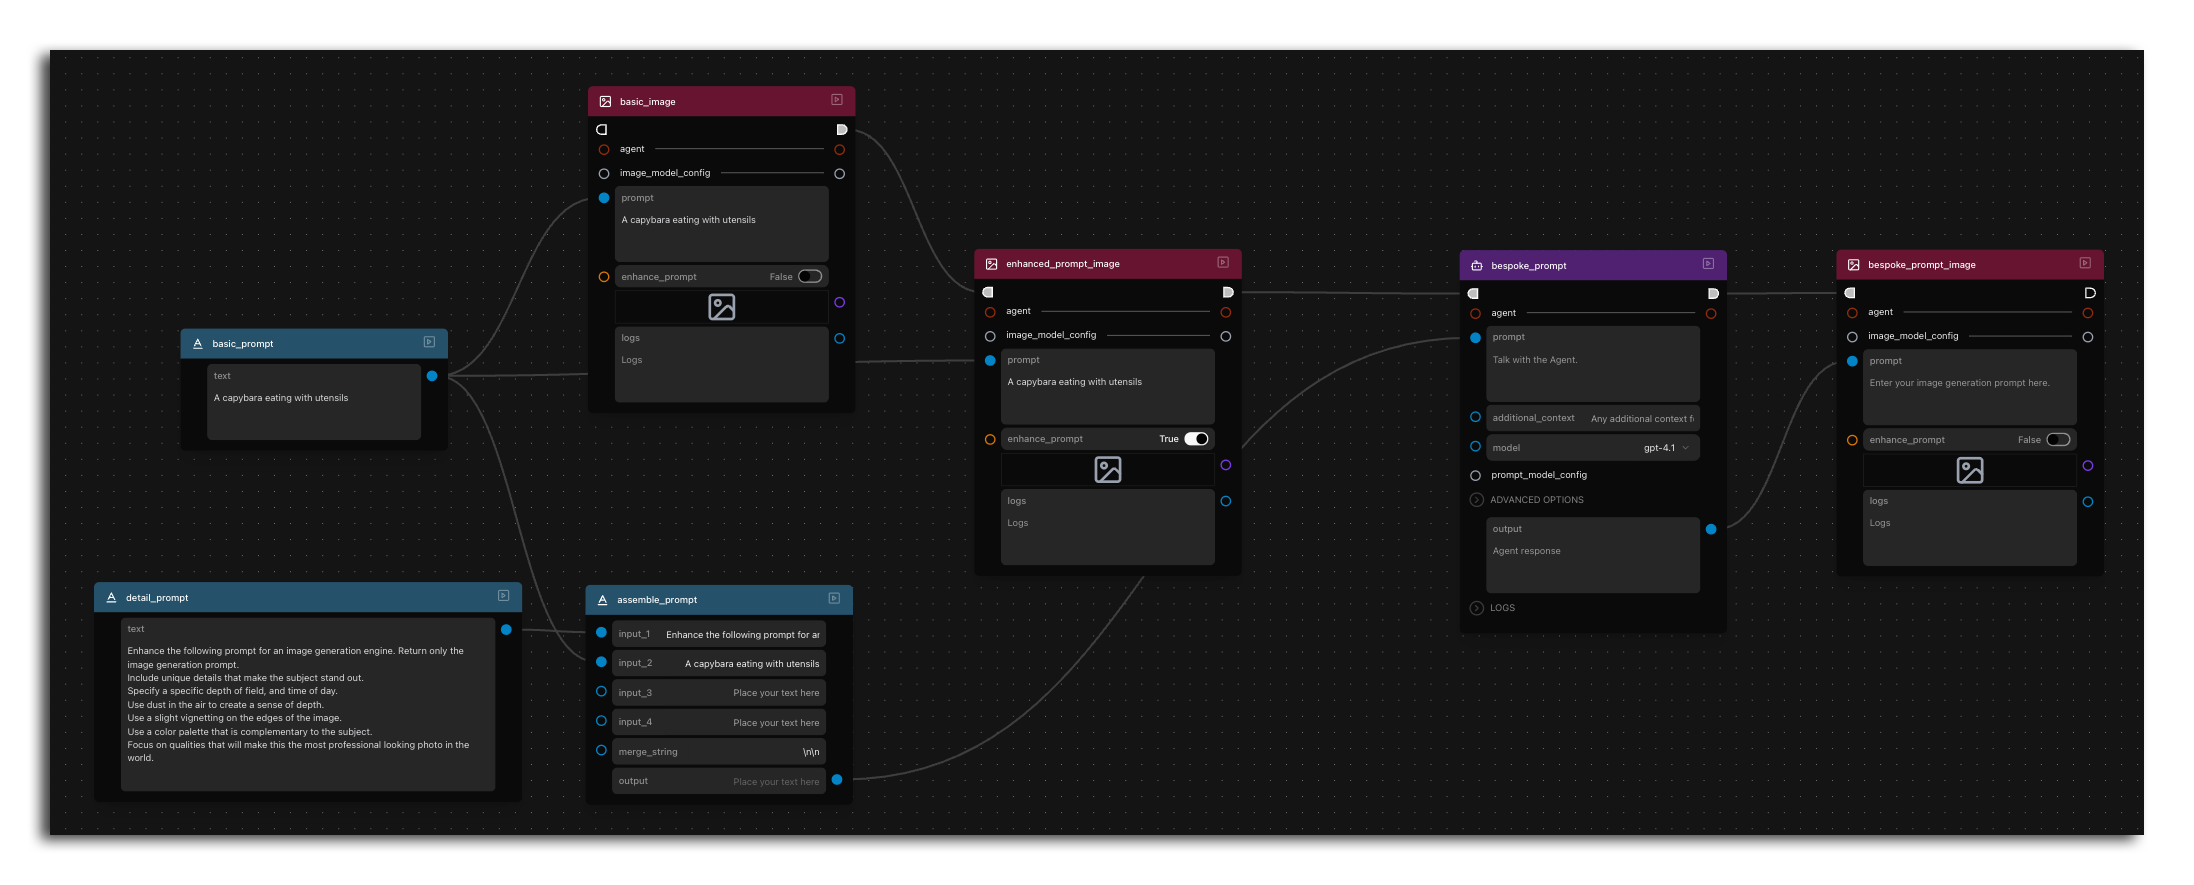 basic_image
agent
image_model_config
prompt
A capybara eating with utensils
enhance_prompt False
logs
Logs
basic_prompt
text
A capybara eating with utensils
detail_prompt
text
Enhance the following prompt for an image generation engine. Return only the
image generation prompt.
Include unique details that make the subject stand out.
Specify a specific depth of field, and time of day.
Use dust in the air to create a sense of depth.
Use a slight vignetting on the edges of the image.
Use a color palette that is complementary to the subject.
Focus on qualities that will make this the most professional looking photo in the
world.
assemble_prompt
input_1 Enhance the following prompt for ar
input_2 A capybara eating with utensils
input_3 Place your text here
input_4 Place your text here
merge_string \n\n
output Place your text here
enhanced_prompt_image
agent
image_model_config
prompt
A capybara eating with utensils
enhance_prompt True
logs
Logs
bespoke_prompt
agent
prompt
Talk with the Agent.
additional_context Any additional context f
model gpt-4.1
prompt_model_config
ADVANCED OPTIONS
output
Agent response
LOGS
bespoke_prompt_image
agent
image_model_config
prompt
Enter your image generation prompt here.
enhance_prompt False
logs
Logs